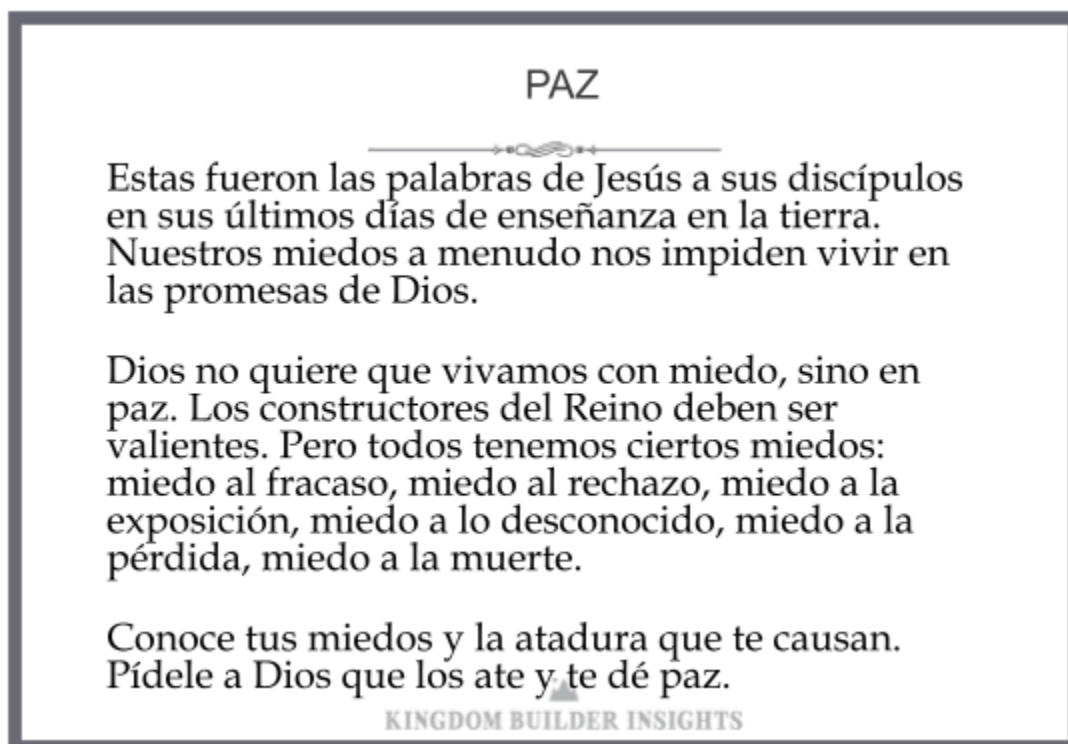 PAZ
Estas fueron las palabras de Jesús a sus discípulos
en sus últimos días de enseñanza en la tierra.
Nuestros miedos a menudo nos impiden vivir en
las promesas de Dios.
Dios no quiere que vivamos con miedo, sino en
paz. Los constructores del Reino deben ser
valientes. Pero todos tenemos ciertos miedos:
miedo al fracaso, miedo al rechazo, miedo a la
exposición, miedo a lo desconocido, miedo a la
pérdida, miedo a la muerte.
Conoce tus miedos y la atadura que te causan.
Pídele a Dios que los ate y te dé paz.
KINGDOM BUILDER INSIGHTS